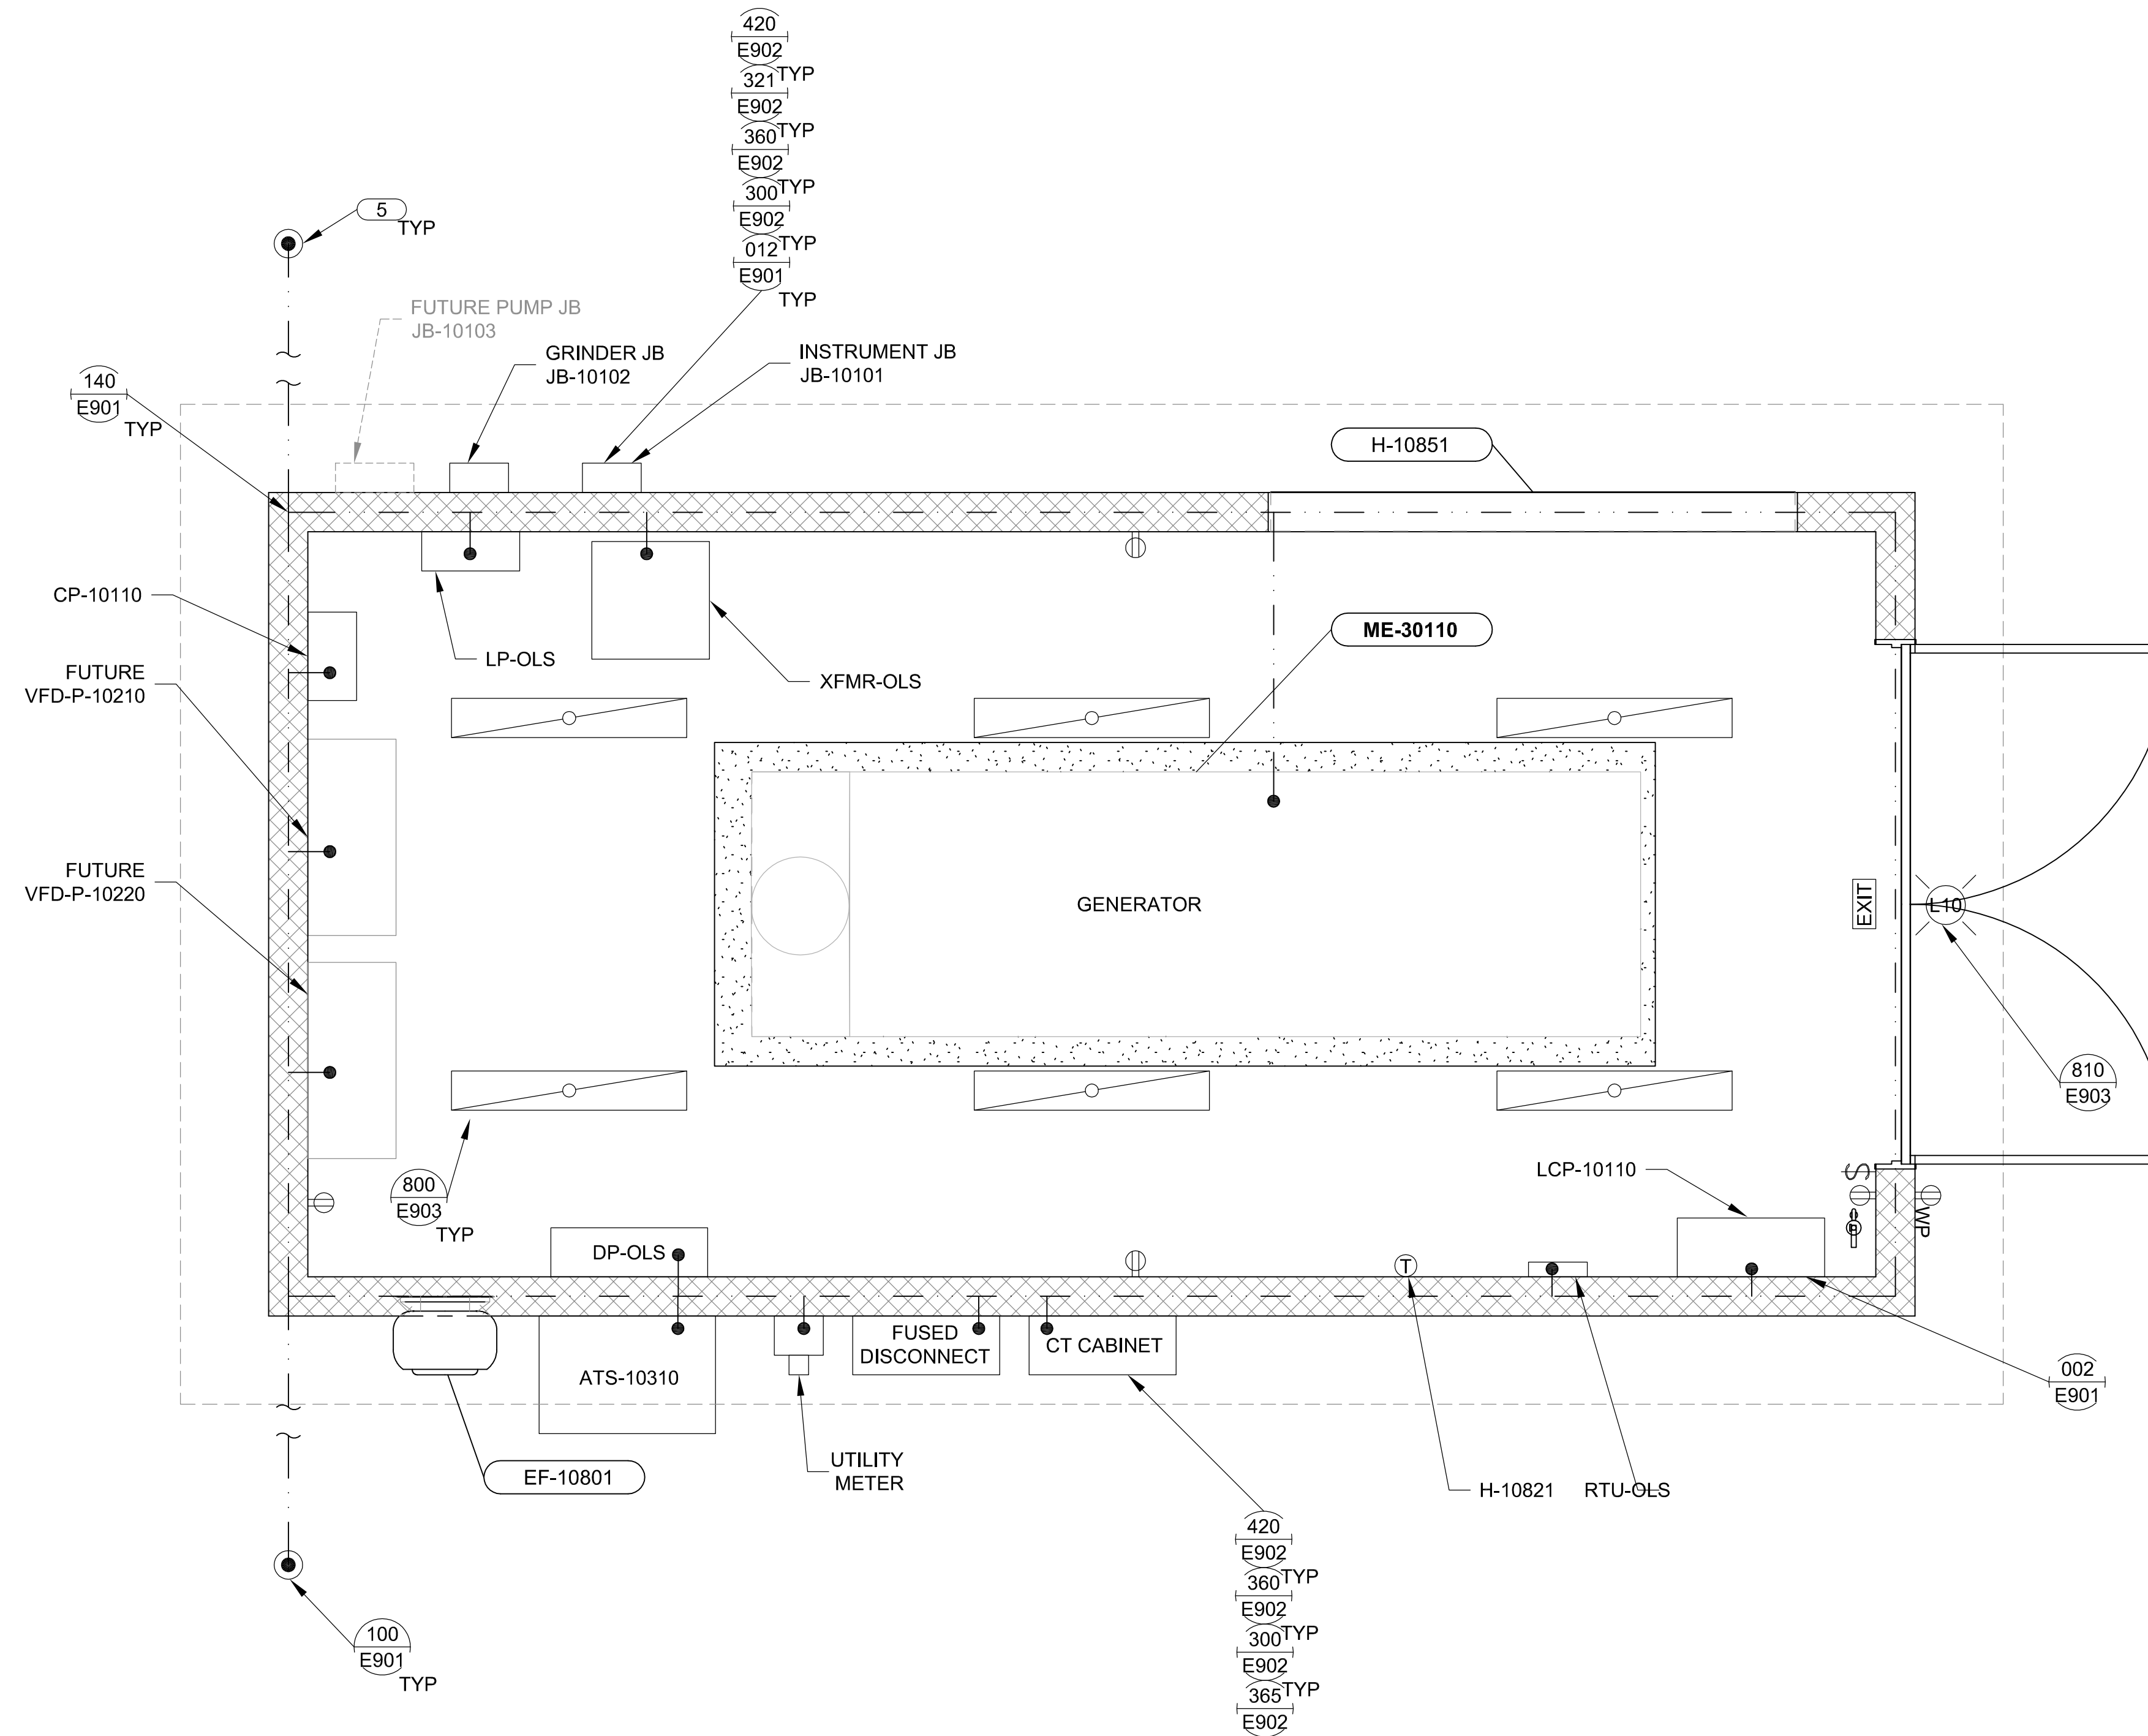 420
E902
TYP
321
E902
TYP
360
E902
TYP
300
E902
TYP
012
E901
TYP
5
TYP
FUTURE PUMP JB
JB-10103
GRINDER JB
JB-10102
INSTRUMENT JB
JB-10101
140
E901
TYP
H-10851
CP-10110
LP-OLS
XFMR-OLS
ME-30110
FUTURE
VFD-P-10210
FUTURE
VFD-P-10220
GENERATOR
EXIT
L10
810
E903
800
E903
TYP
LCP-10110
S
WP
DP-OLS
T
ATS-10310
FUSED
DISCONNECT
CT CABINET
002
E901
EF-10801
UTILITY
METER
H-10821
RTU-OLS
420
E902
TYP
360
E902
TYP
300
E902
TYP
365
E902
100
E901
TYP